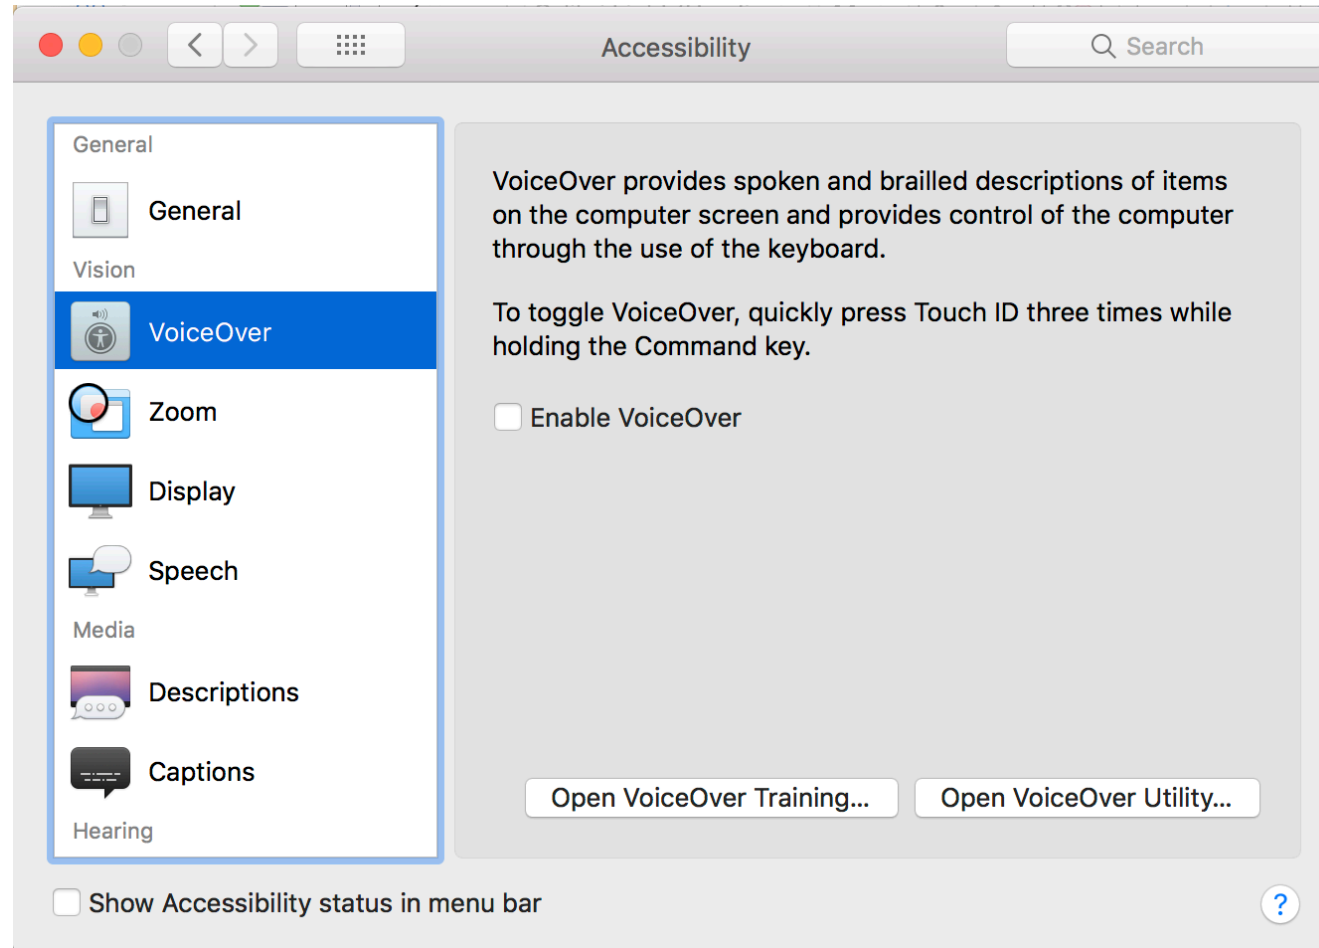 Accessibility
Search
General
General
Vision
VoiceOver
Zoom
Display
Speech
Media
Descriptions
Captions
Hearing
VoiceOver provides spoken and brailled descriptions of items
on the computer screen and provides control of the computer
through the use of the keyboard.
To toggle VoiceOver, quickly press Touch ID three times while
holding the Command key.
Enable VoiceOver
Open VoiceOver Training...
Open VoiceOver Utility...
Show Accessibility status in menu bar
?